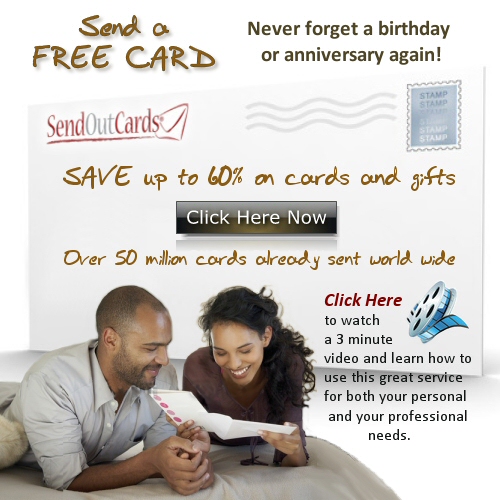 Send a
FREE CARD
Never forget a birthday
or anniversary again!
SendOutCards®
STAMP
STAMP
STAMP
STAMP
SAVE up to 60% on cards and gifts
Click Here Now
Over 50 million cards already sent world wide
Click Here
to watch
a 3 minute
video and learn how to
use this great service
for both your personal
and your professional
needs.